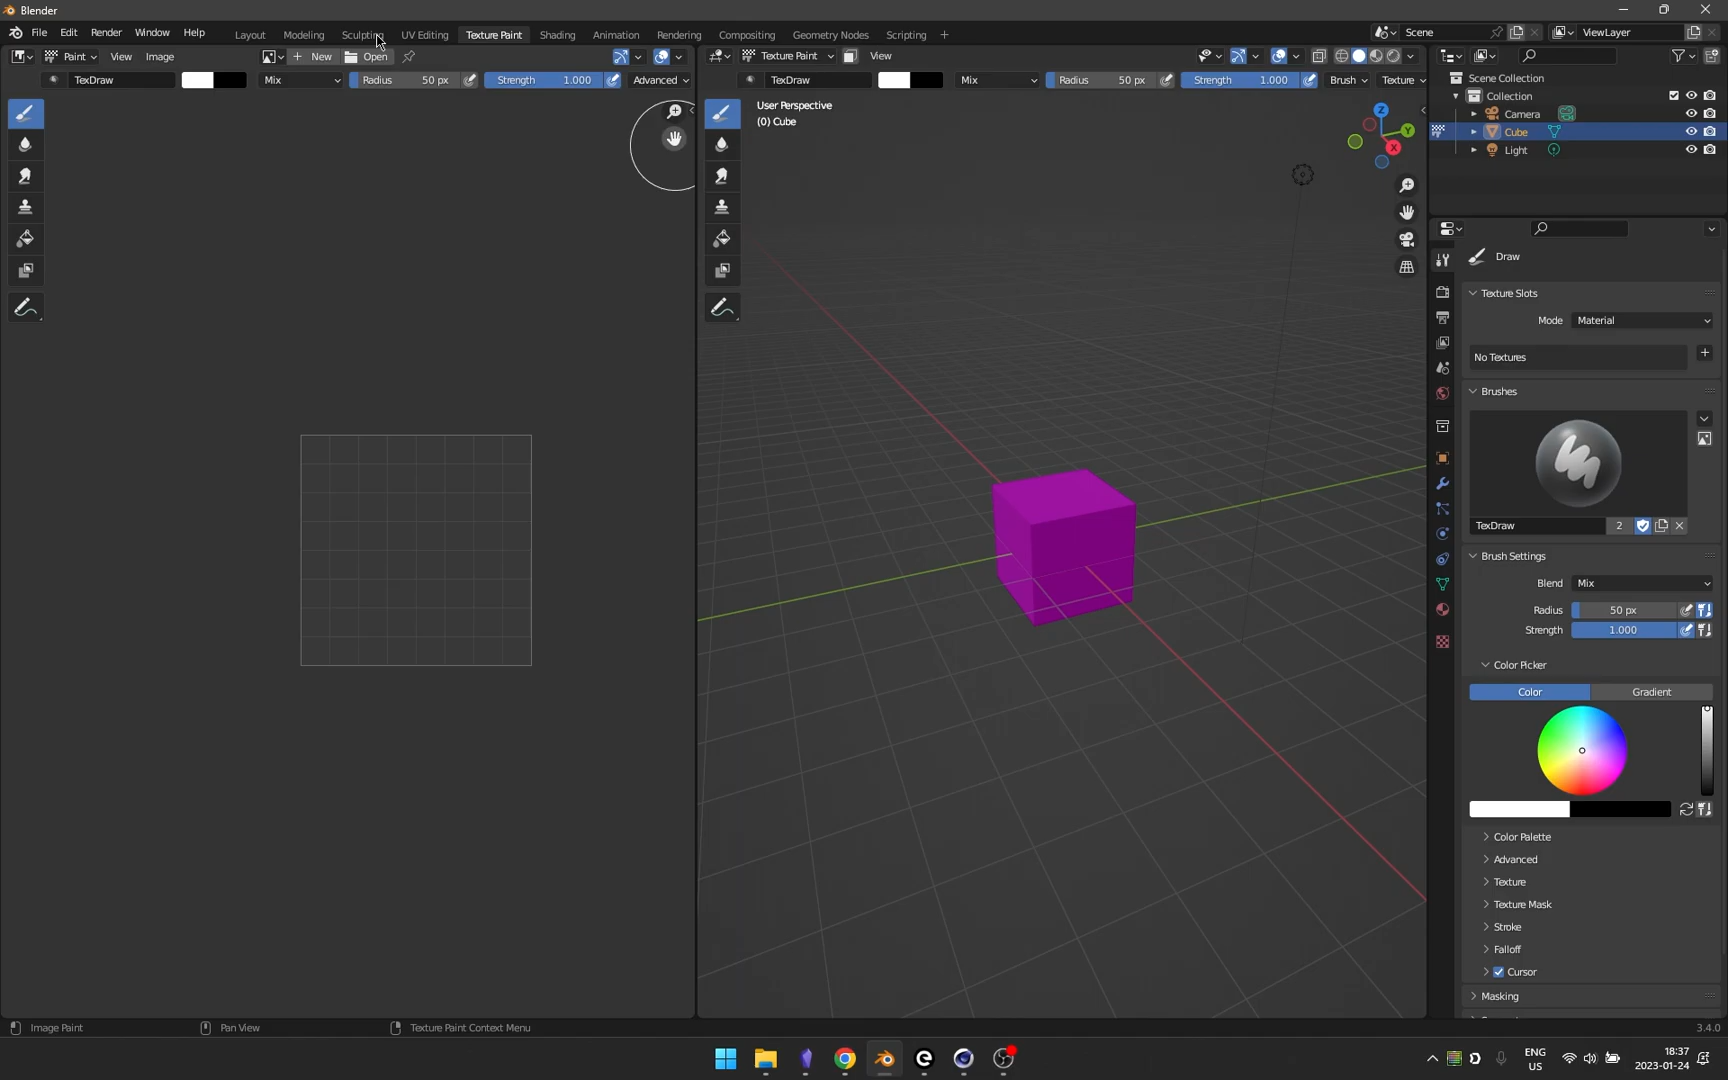 Blender
File Edit Render Window Help Layout Modeling Sculpting UV Editing Texture Paint Shading Animation Rendering Compositing Geometry Nodes Scripting Scene ViewLayer
Paint View Image New Open Texture Paint View
TexDraw Mix Radius 50 px Strength 1.000 Advanced TexDraw Mix Radius 50 px Strength 1.000 Brush Texture
Scene Collection
Collection
Camera
Cube
Light
User Perspective
(0) Cube
Z
Y
X
Draw
Texture Slots
Mode Material
No Textures
Brushes
TexDraw 2
Brush Settings
Blend Mix
Radius 50 px
Strength 1.000
Color Picker
Color Gradient
Color Palette
Advanced
Texture
Texture Mask
Stroke
Falloff
Cursor
Masking
Image Paint Pan View Texture Paint Context Menu 3.4.0
ENG
US
18:37
2023-01-24